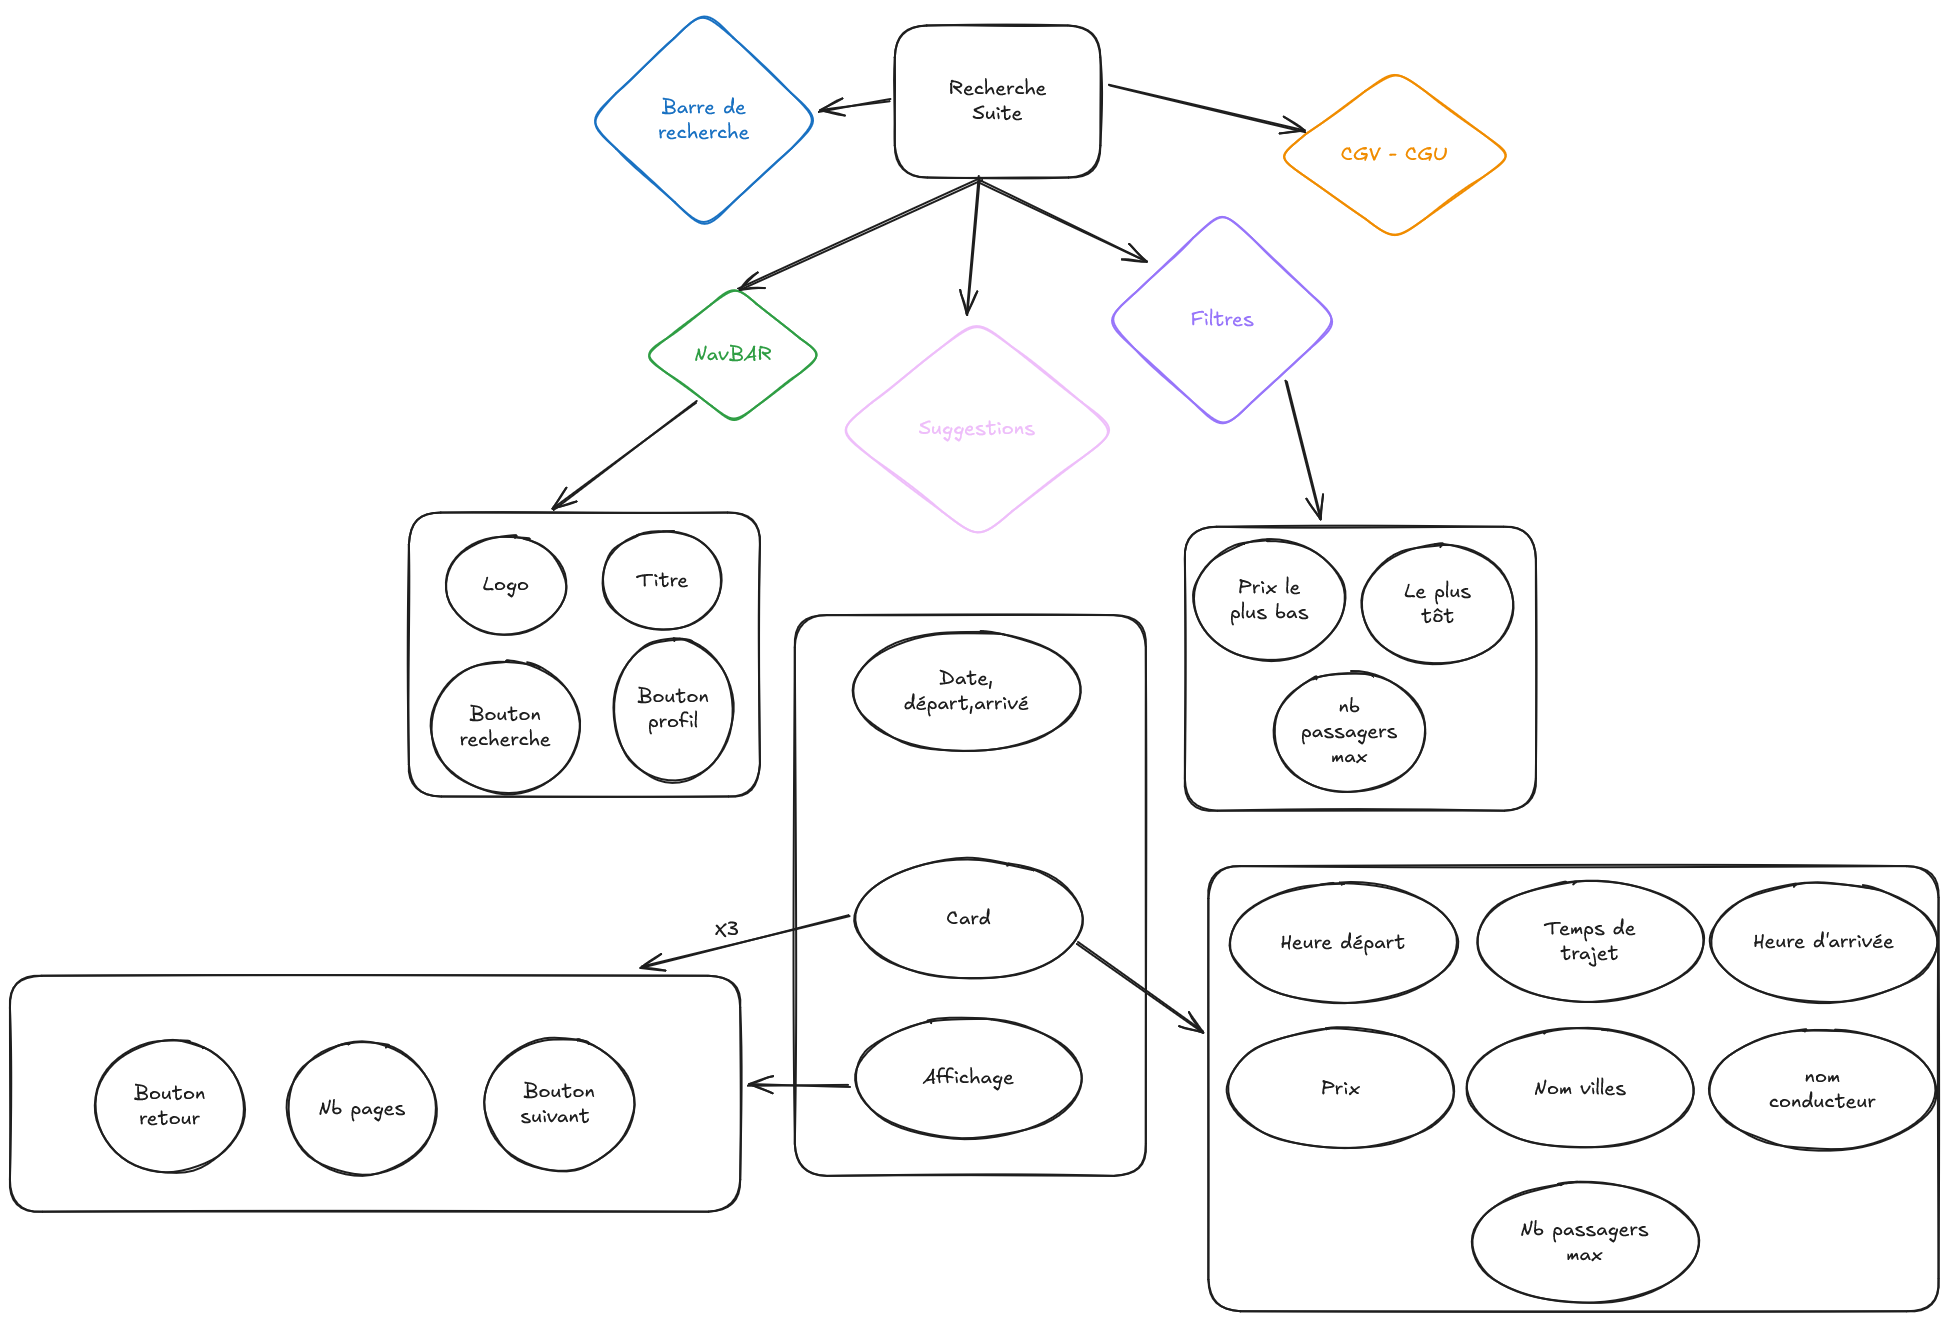 Recherche
Suite
Barre de
recherche
CGV - CGU
Filtres
NavBAR
Suggestions
Logo
Titre
Bouton
recherche
Bouton
profil
Prix le
plus bas
Le plus
tôt
nb
passagers
max
Date,
départ,arrivé
Card
Affichage
x3
Bouton
retour
Nb pages
Bouton
suivant
Heure départ
Temps de
trajet
Heure d'arrivée
Prix
Nom villes
nom
conducteur
Nb passagers
max